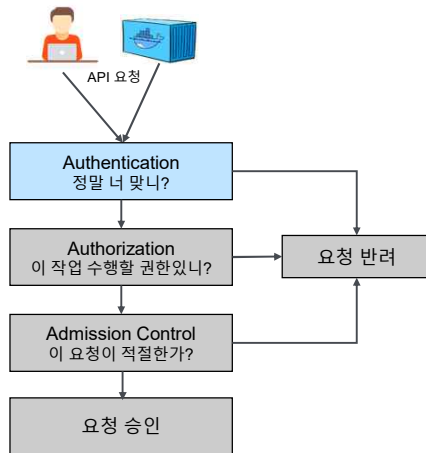 API 요청
Authentication
정말 너 맞니?
Authorization
이 작업 수행할 권한있니?
요청 반려
Admission Control
이 요청이 적절한가?
요청 승인